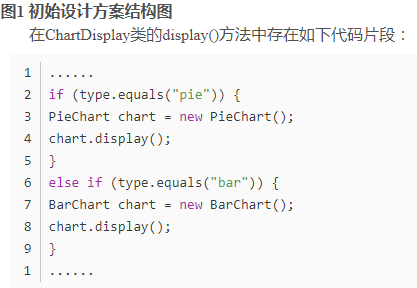 图1 初始设计方案结构图
在ChartDisplay类的display()方法中存在如下代码片段：
1 ......
2 if (type.equals("pie")) {
3 PieChart chart = new PieChart();
4 chart.display();
5 }
6 else if (type.equals("bar")) {
7 BarChart chart = new BarChart();
8 chart.display();
9 }
1 ......